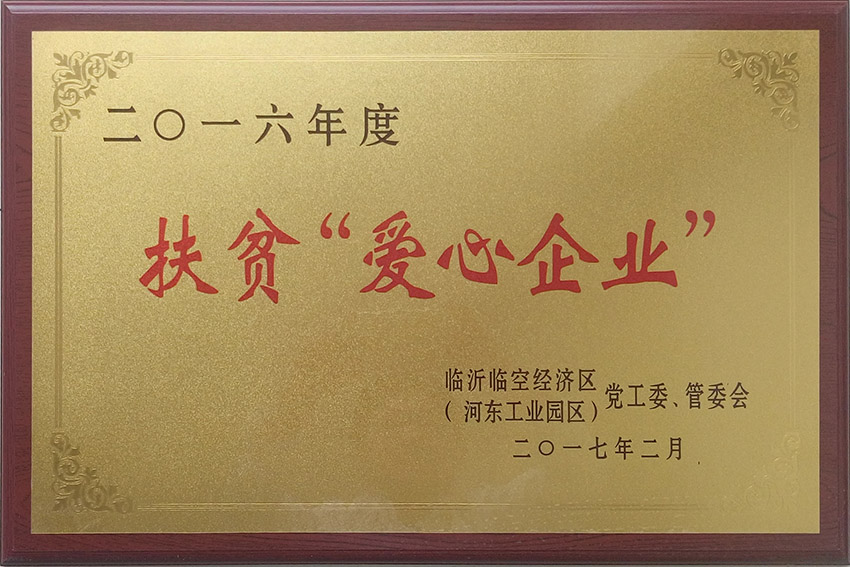 二〇一六年度
扶贫“爱心企业”
临沂临空经济区
（河东工业园区）党工委、管委会
二〇一七年二月